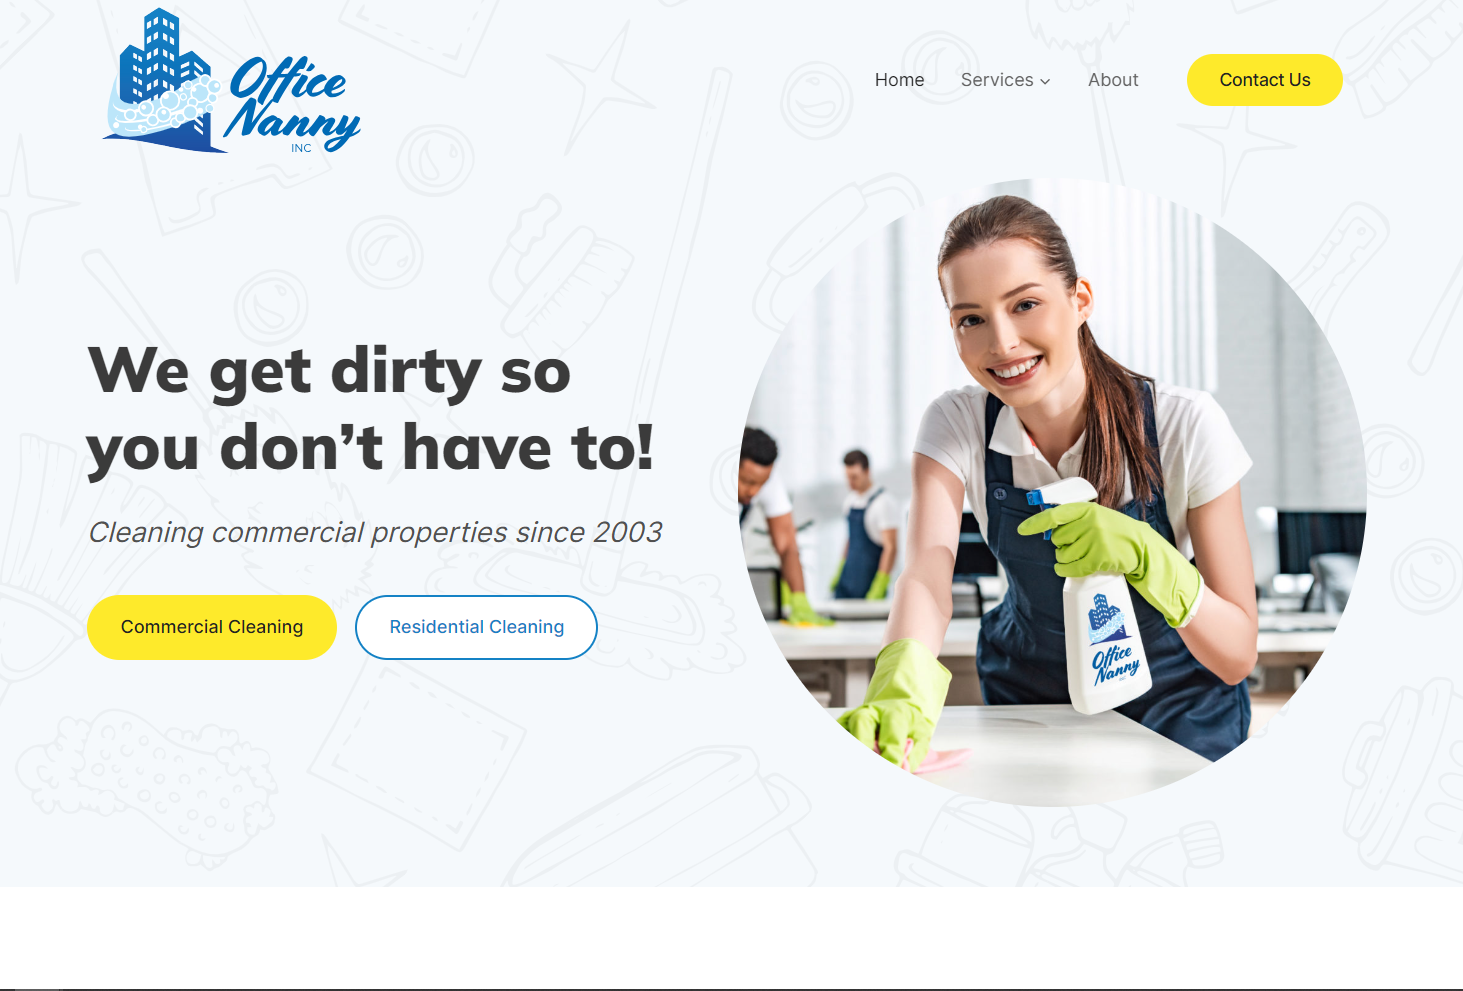 Office
Nanny
INC
Home
Services
About
Contact Us
We get dirty so
you don't have to!
Cleaning commercial properties since 2003
Commercial Cleaning
Residential Cleaning
Office
Nanny
INC